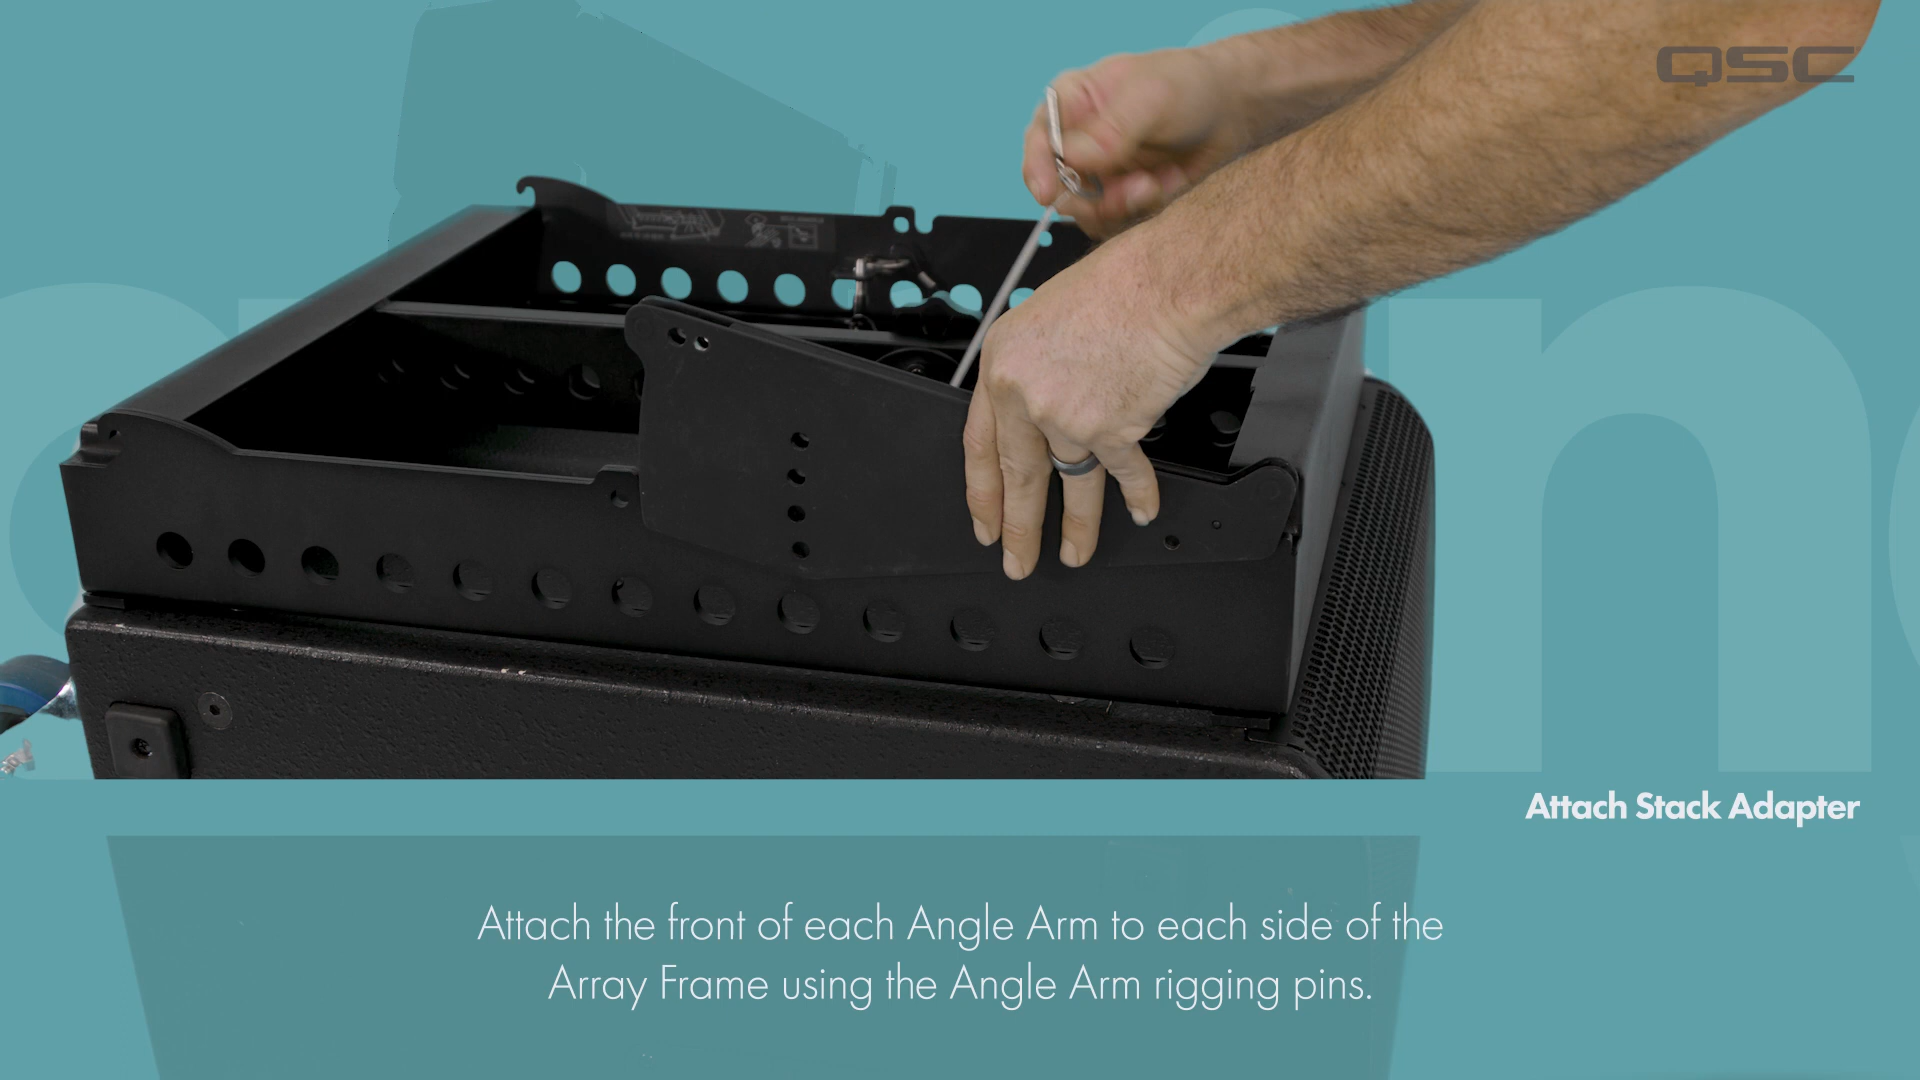 QSC
Attach Stack Adapter
Attach the front of each Angle Arm to each side of the
Array Frame using the Angle Arm rigging pins.